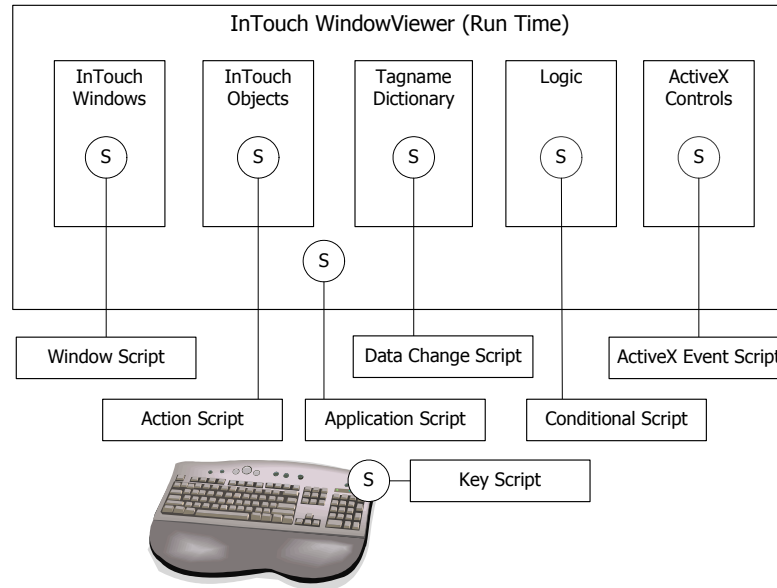 InTouch WindowViewer (Run Time)
InTouch
Windows
InTouch
Objects
Tagname
Dictionary
Logic
ActiveX
Controls
S
S
S
S
S
S
Window Script
Data Change Script
ActiveX Event Script
Action Script
Application Script
Conditional Script
S
Key Script